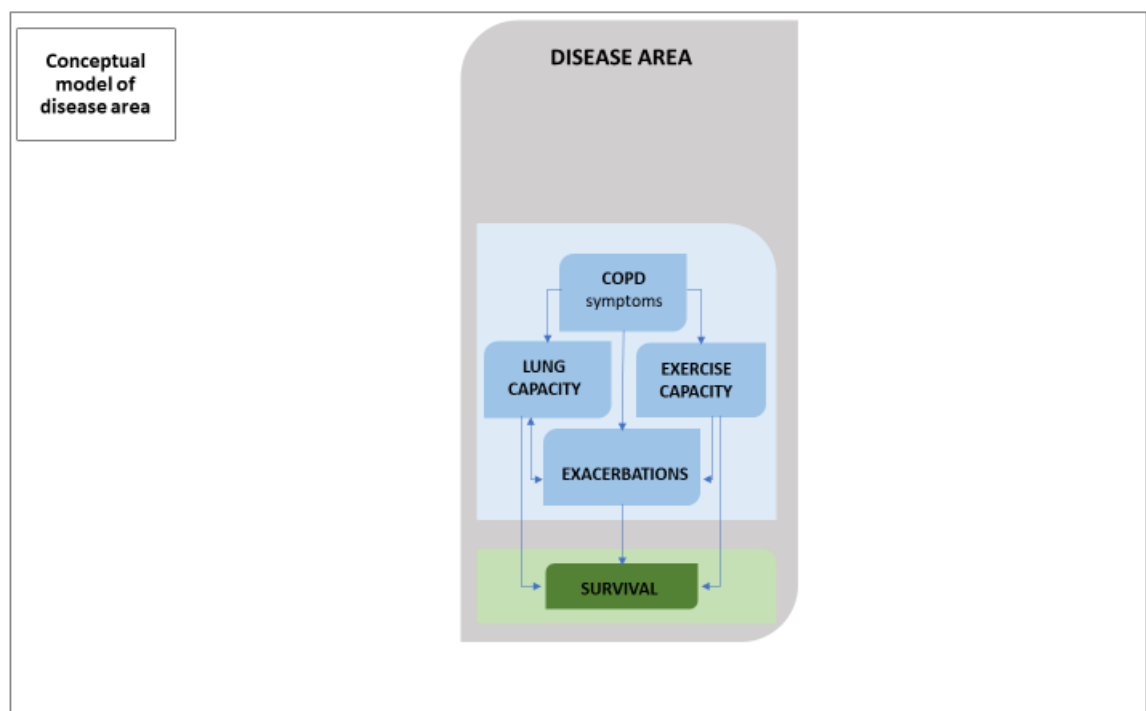 Conceptual
model of
disease area
DISEASE AREA
COPD
symptoms
LUNG
CAPACITY
EXERCISE
CAPACITY
EXACERBATIONS
SURVIVAL